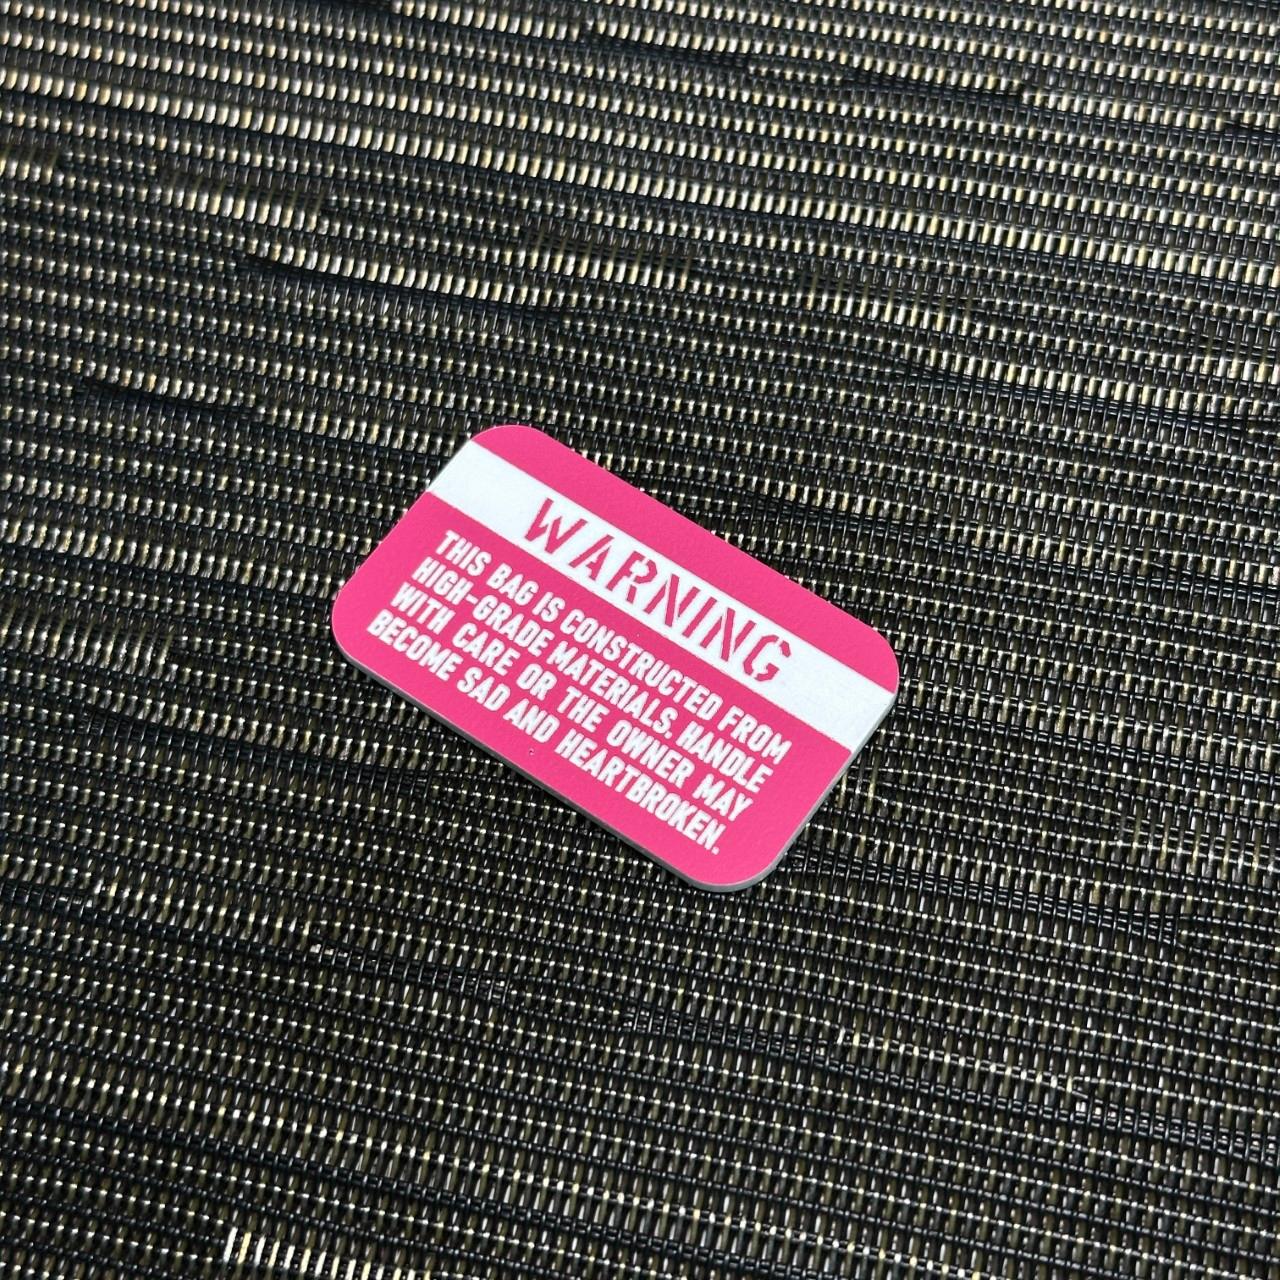 WARNING
THIS BAG IS CONSTRUCTED FROM
HIGH-GRADE MATERIALS. HANDLE
WITH CARE OR THE OWNER MAY
BECOME SAD AND HEARTBROKEN.